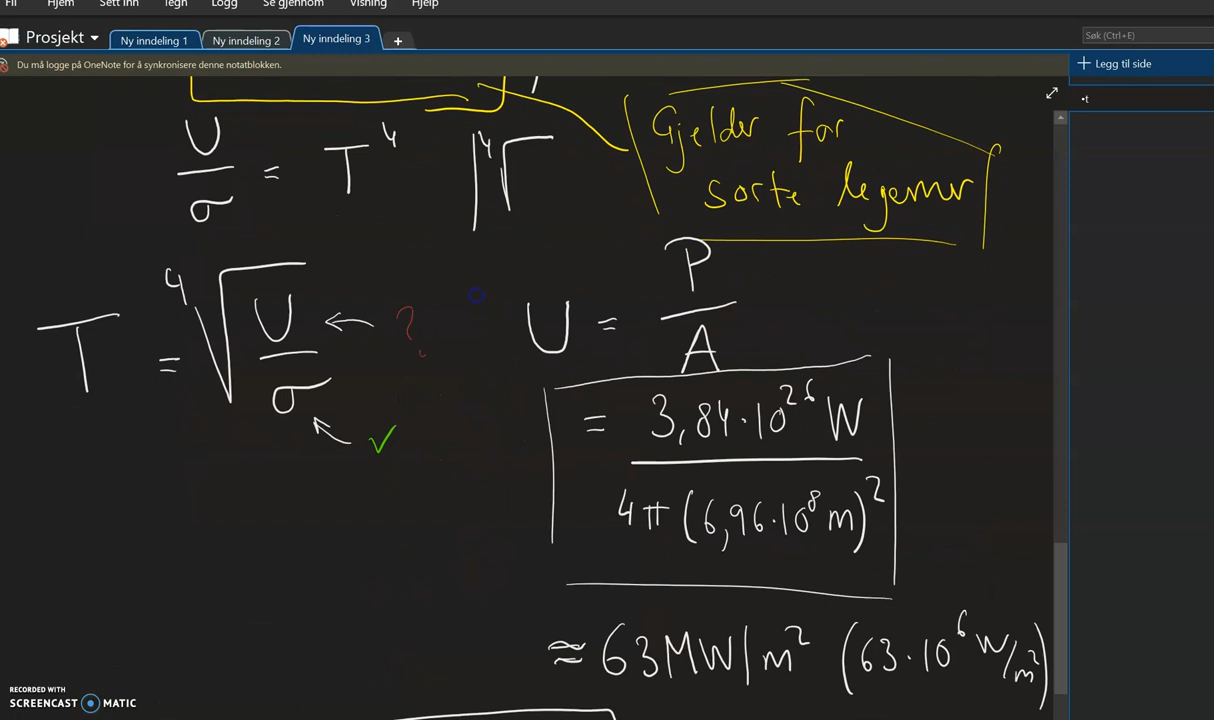 Fil Hjem Sett inn Tegn Logg Se gjennom Visning Hjelp
Prosjekt Ny inndeling 1 Ny inndeling 2 Ny inndeling 3 +
Søk (Ctrl+E)
Du må logge på OneNote for å synkronisere denne notatblokken.
Legg til side
•t
Gjelder for
sorte legemer
U/σ = T⁴ |⁴√
T = ⁴√(U/σ) ← ?
✓
U = P/A
= 3,84·10²⁶ W
4π (6,96·10⁸ m)²
≈ 63 MW/m² (63·10⁶ W/m²)
RECORDED WITH
SCREENCAST MATIC